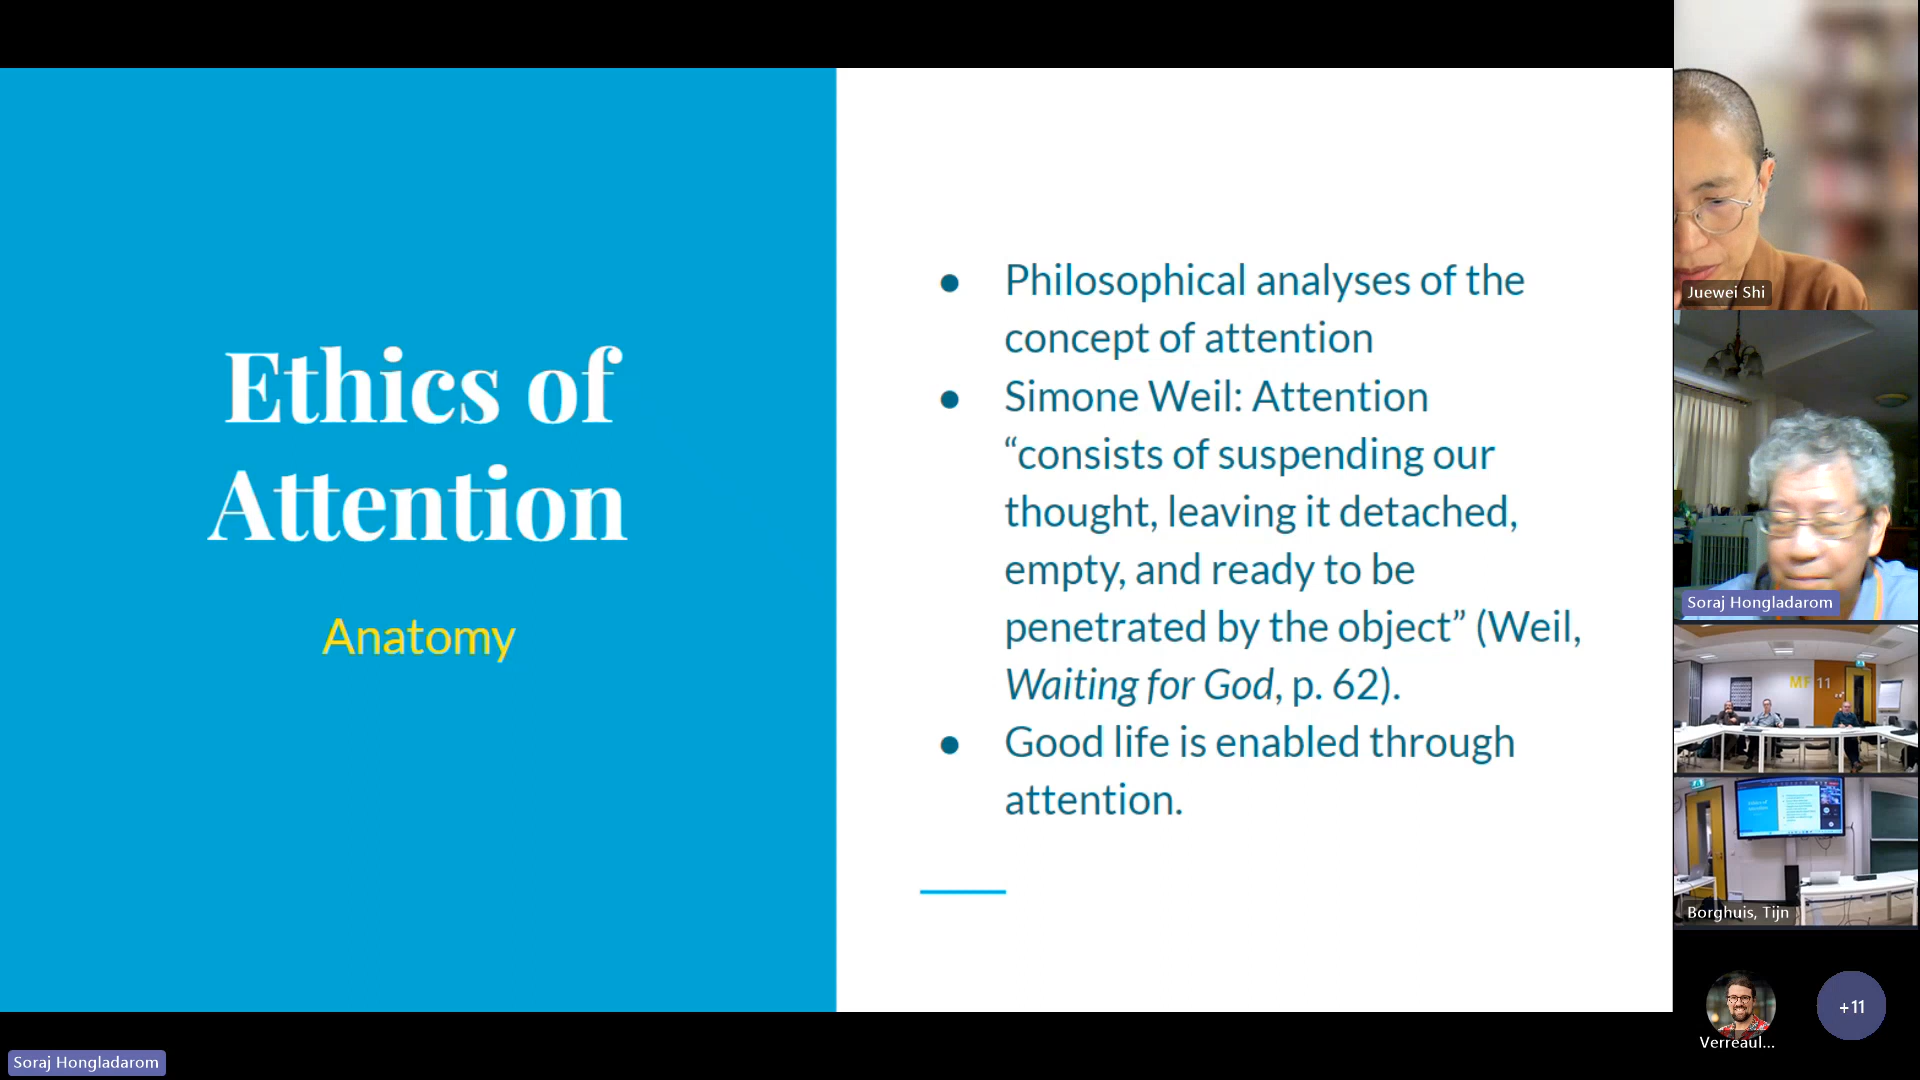 Ethics of
Attention
Anatomy
● Philosophical analyses of the
concept of attention
● Simone Weil: Attention
“consists of suspending our
thought, leaving it detached,
empty, and ready to be
penetrated by the object” (Weil,
Waiting for God, p. 62).
● Good life is enabled through
attention.
Juewei Shi
Soraj Hongladarom
MF 11
Borghuis, Tijn
Verreaul...
+11
Soraj Hongladarom